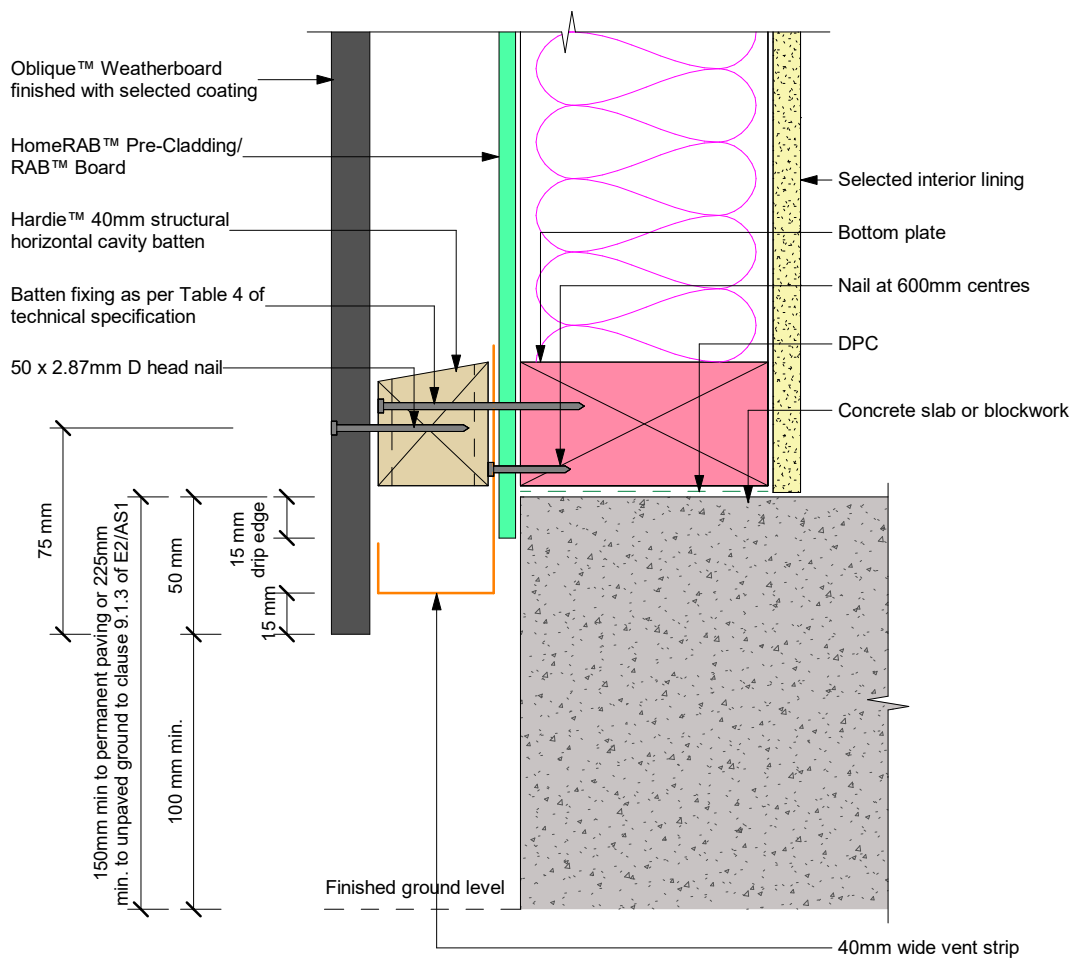 Oblique™ Weatherboard
finished with selected coating
HomeRAB™ Pre-Cladding/
RAB™ Board
Hardie™ 40mm structural
horizontal cavity batten
Batten fixing as per Table 4 of
technical specification
50 x 2.87mm D head nail
Selected interior lining
Bottom plate
Nail at 600mm centres
DPC
Concrete slab or blockwork
75 mm
150mm min to permanent paving or 225mm
min. to unpaved ground to clause 9.1.3 of E2/AS1
50 mm
100 mm min.
15 mm
drip edge
15 mm
Finished ground level
40mm wide vent strip